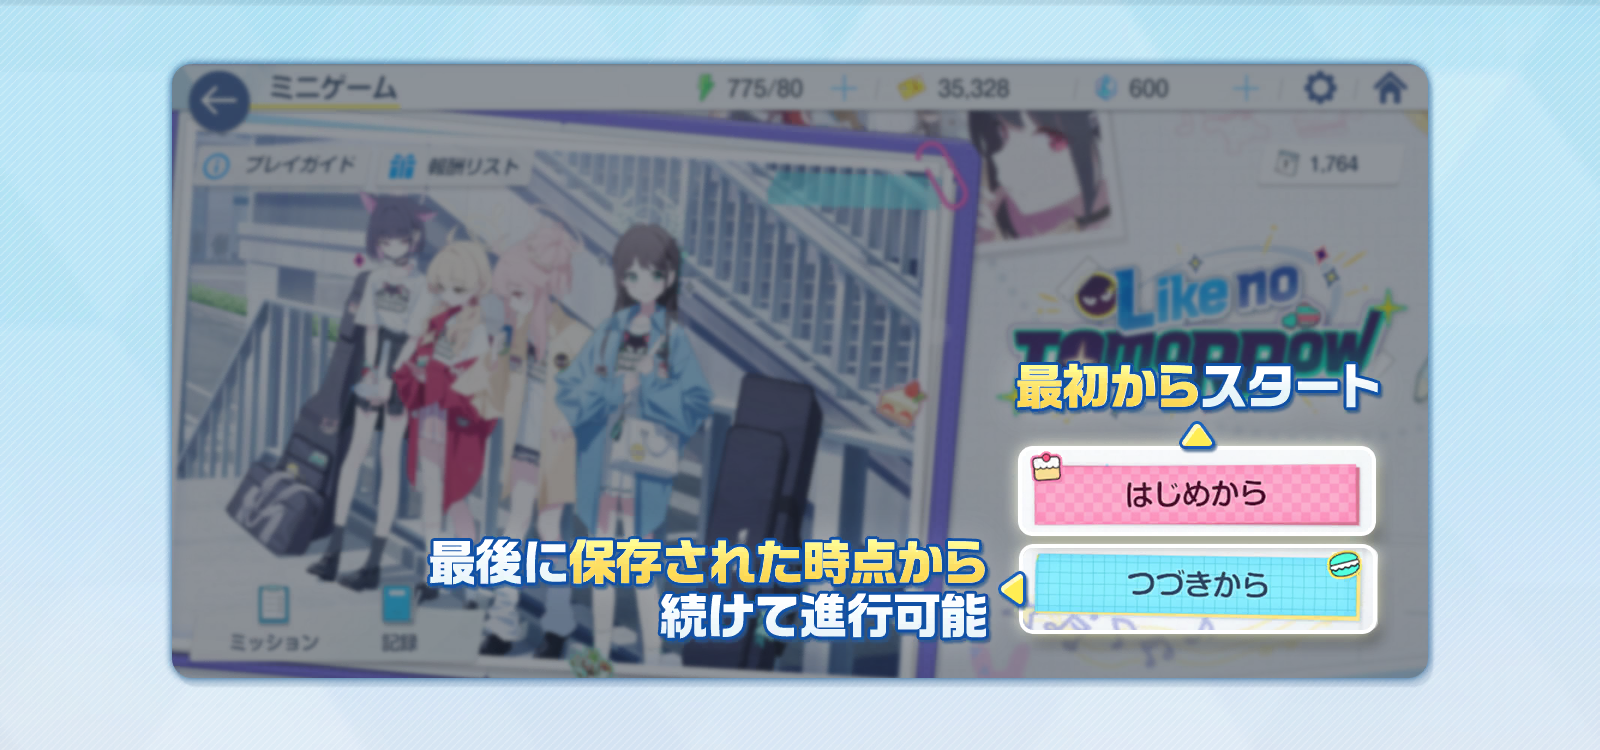 ミニゲーム
775/80
35,328
600
プレイガイド
報酬リスト
1,764
Like no
TOMORROW
最初からスタート
はじめから
最後に保存された時点から
続けて進行可能
つづきから
ミッション
記録